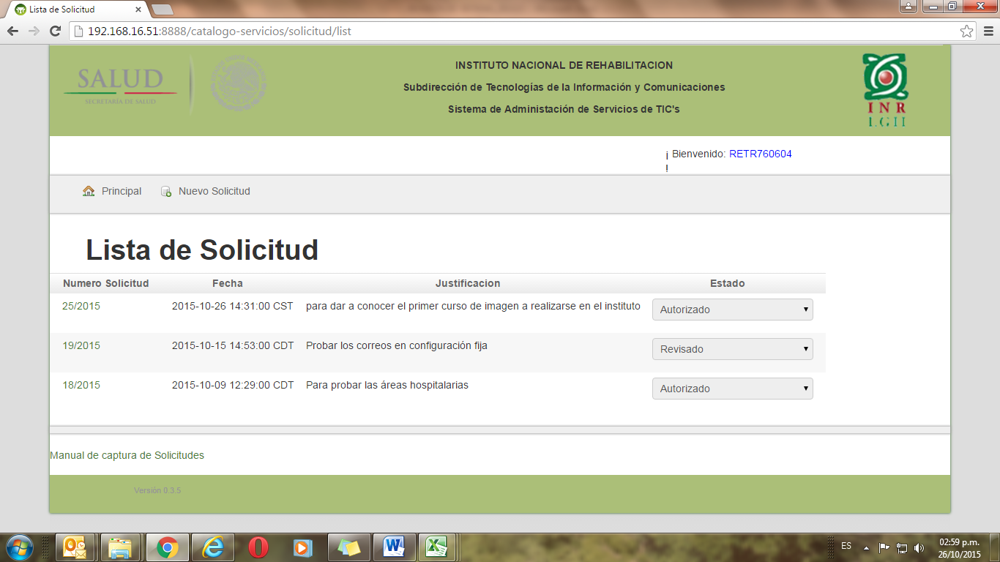 Lista de Solicitud
192.168.16.51:8888/catalogo-servicios/solicitud/list
SALUD
SECRETARÍA DE SALUD
INSTITUTO NACIONAL DE REHABILITACION
Subdirección de Tecnologías de la Información y Comunicaciones
Sistema de Administación de Servicios de TIC's
INR
LGII
¡ Bienvenido: RETR760604
!
Principal Nuevo Solicitud
Lista de Solicitud
Numero Solicitud Fecha Justificacion Estado
25/2015 2015-10-26 14:31:00 CST para dar a conocer el primer curso de imagen a realizarse en el instituto Autorizado
19/2015 2015-10-15 14:53:00 CDT Probar los correos en configuración fija Revisado
18/2015 2015-10-09 12:29:00 CDT Para probar las áreas hospitalarias Autorizado
Manual de captura de Solicitudes
Versión 0.3.5
ES
02:59 p.m.
26/10/2015